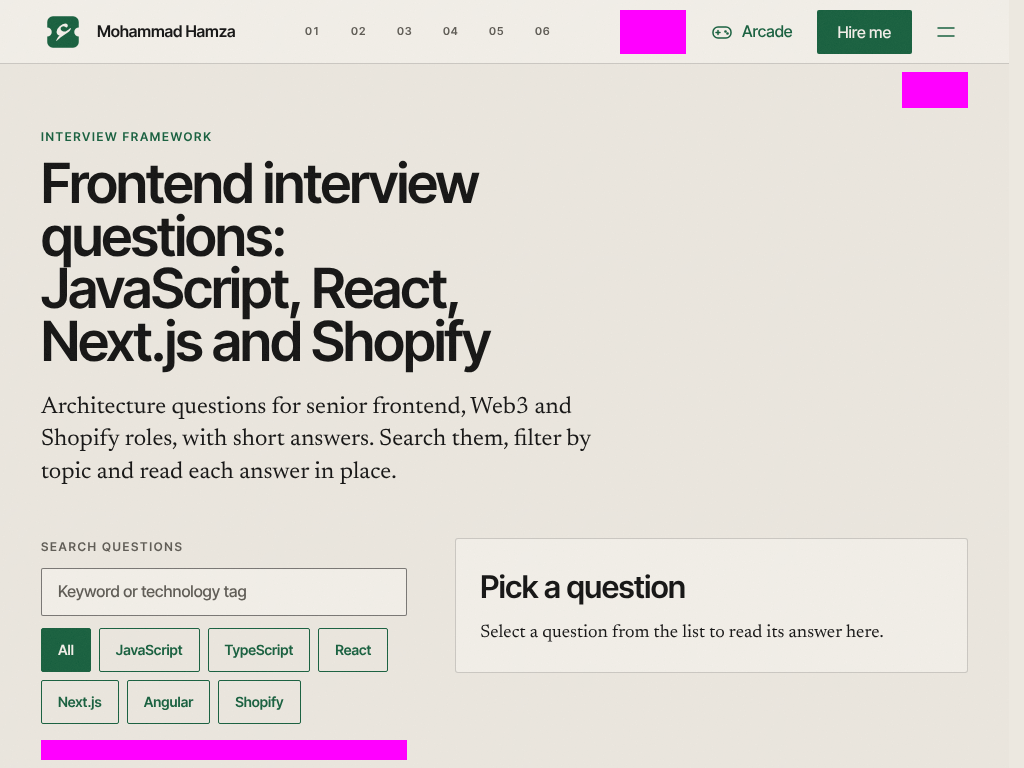 Mohammad Hamza
01
02
03
04
05
06
Arcade
Hire me
INTERVIEW FRAMEWORK
Frontend interview
questions:
JavaScript, React,
Next.js and Shopify
Architecture questions for senior frontend, Web3 and
Shopify roles, with short answers. Search them, filter by
topic and read each answer in place.
SEARCH QUESTIONS
Keyword or technology tag
All
JavaScript
TypeScript
React
Next.js
Angular
Shopify
Pick a question
Select a question from the list to read its answer here.